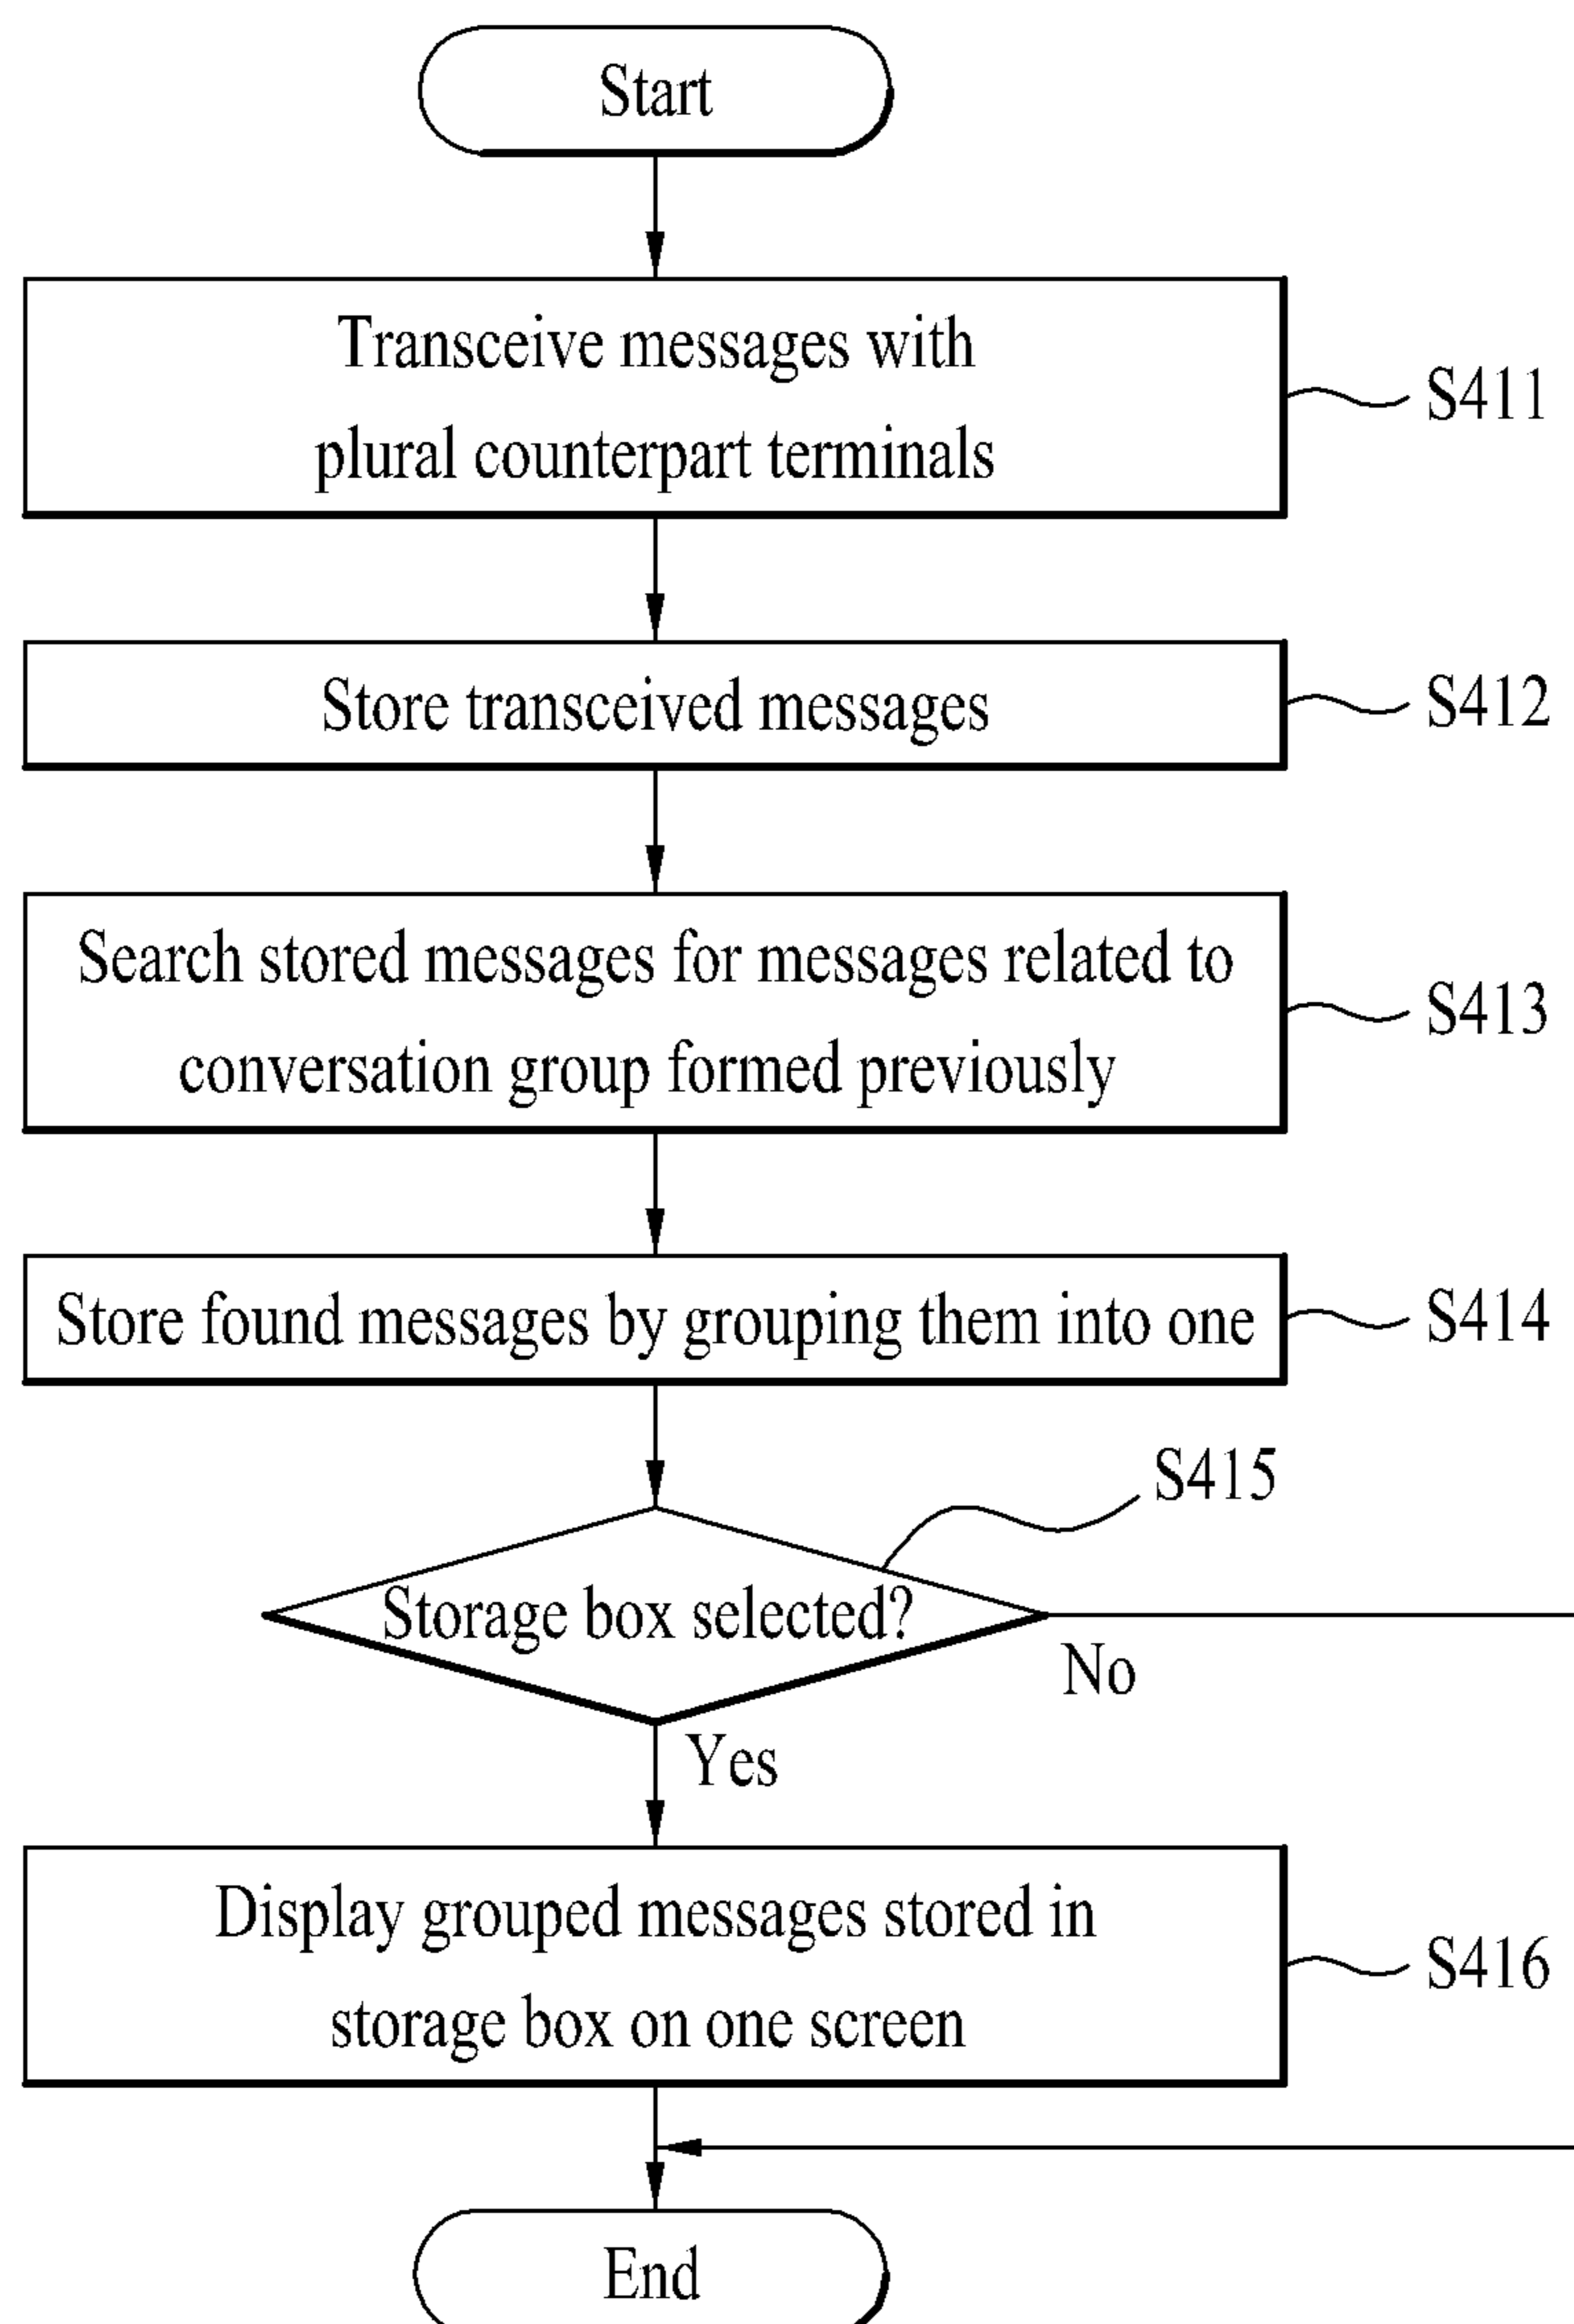 Start
Transceive messages with
plural counterpart terminals
S411
Store transceived messages
S412
Search stored messages for messages related to
conversation group formed previously
S413
Store found messages by grouping them into one
S414
S415
Storage box selected?
No
Yes
Display grouped messages stored in
storage box on one screen
S416
End